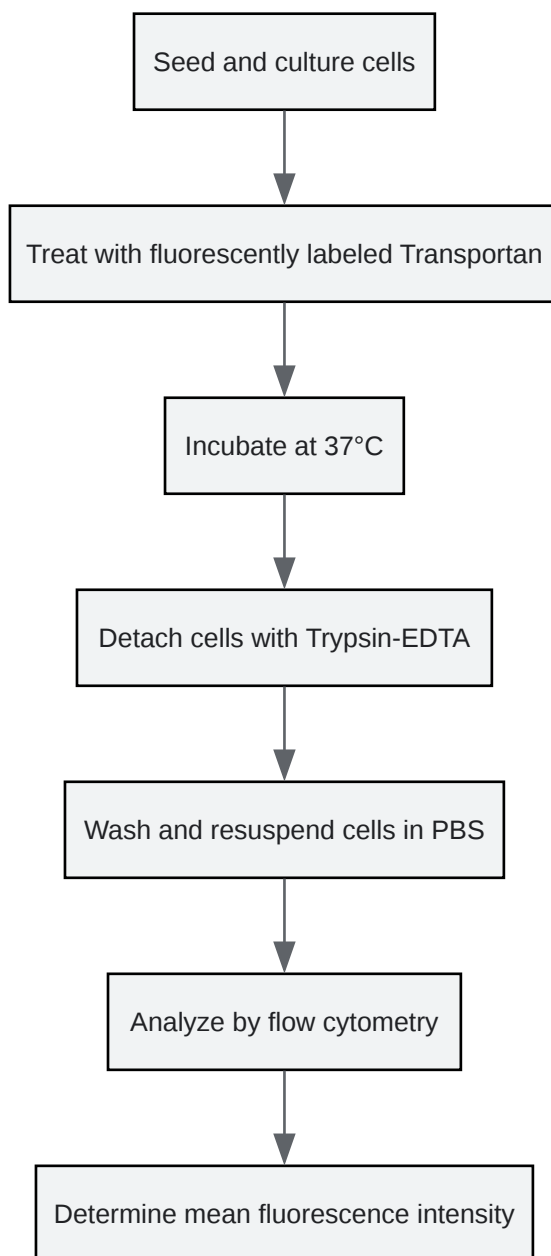 Seed and culture cells
Treat with fluorescently labeled Transportan
Incubate at 37°C
Detach cells with Trypsin-EDTA
Wash and resuspend cells in PBS
Analyze by flow cytometry
Determine mean fluorescence intensity